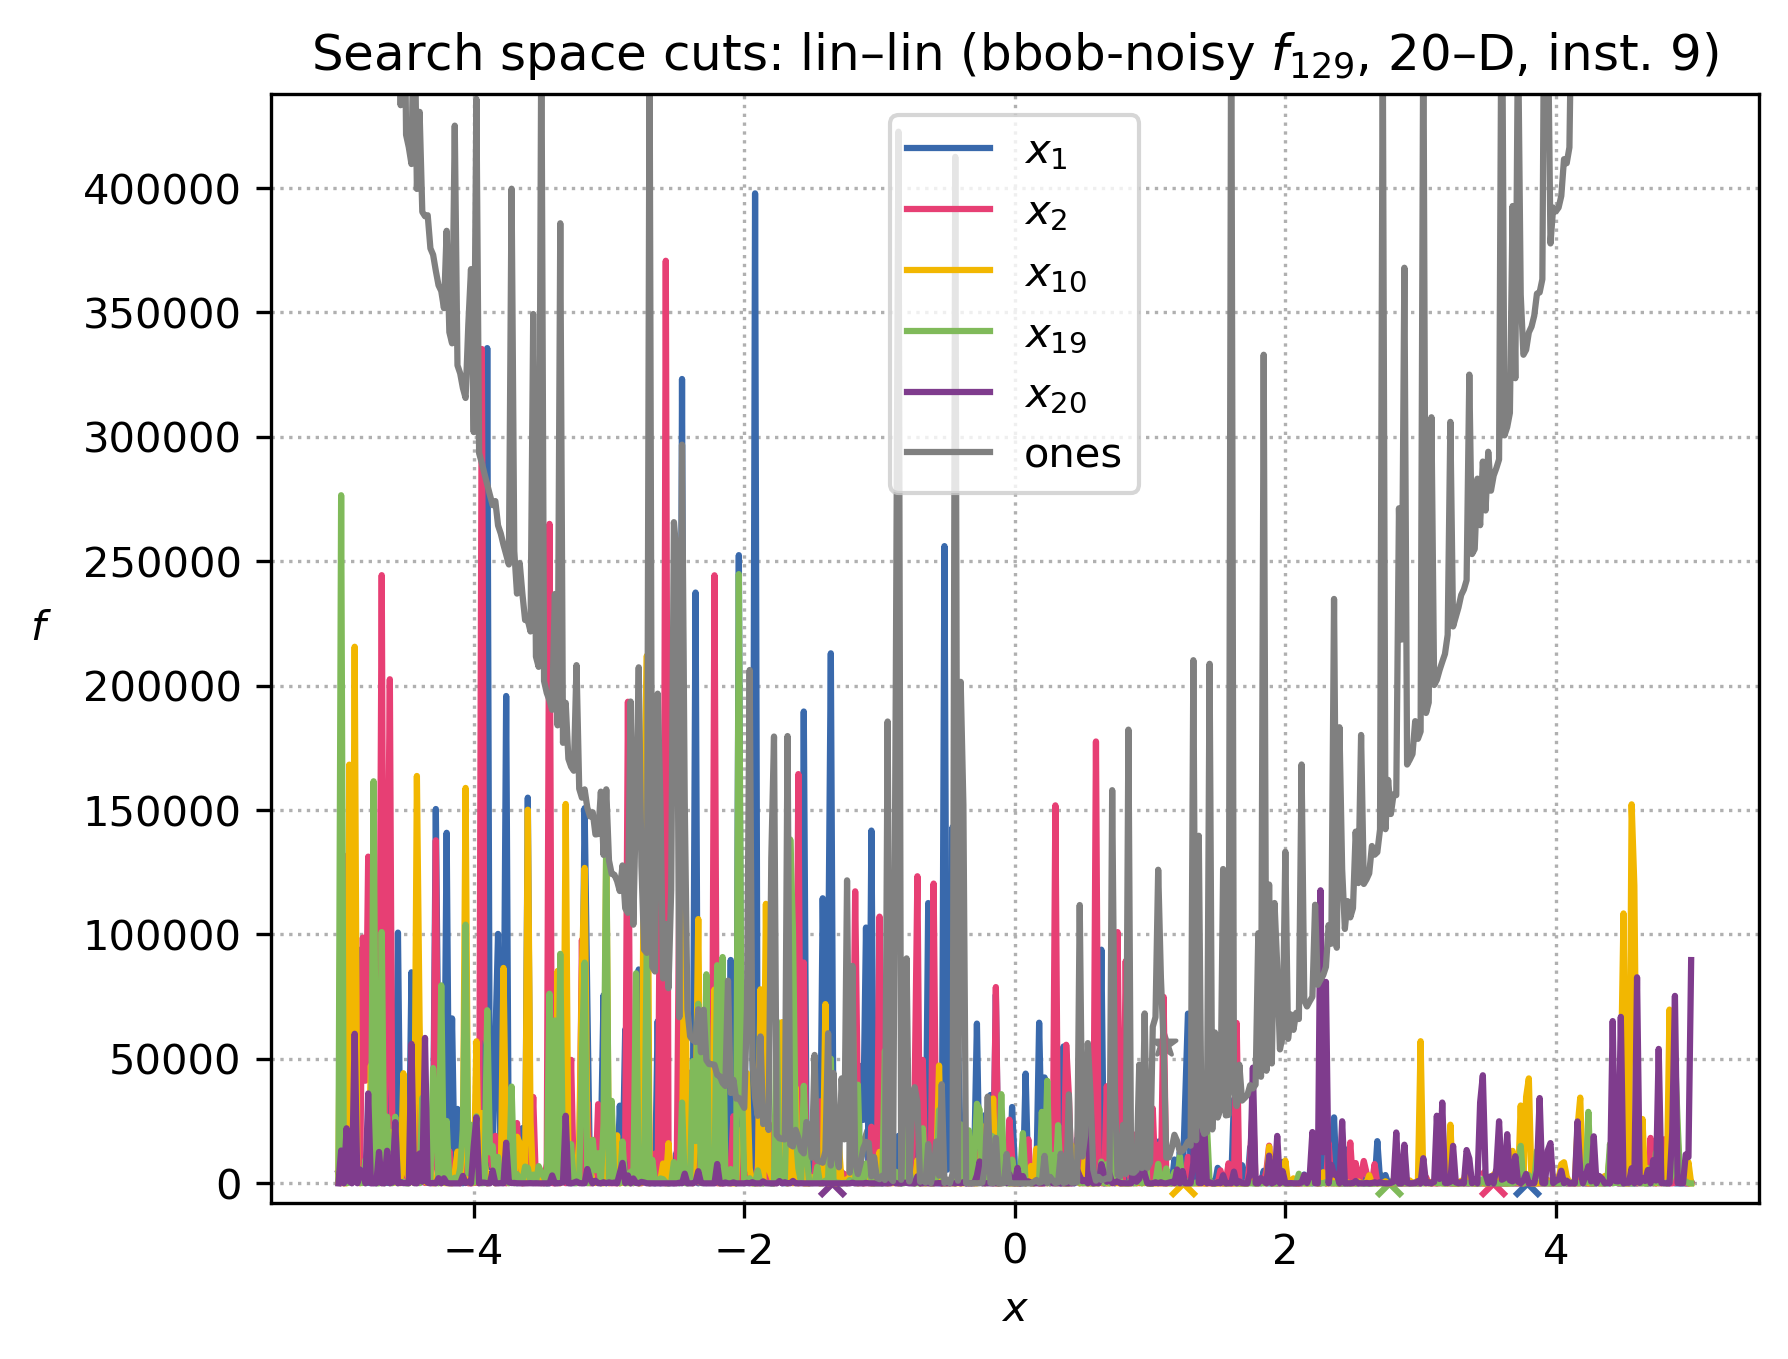 Search space cuts: lin–lin (bbob-noisy f₁₂₉, 20–D, inst. 9)
x₁
x₂
x₁₀
x₁₉
x₂₀
ones
400000
350000
300000
250000
200000
150000
100000
50000
0
f
−4 −2 0 2 4
x